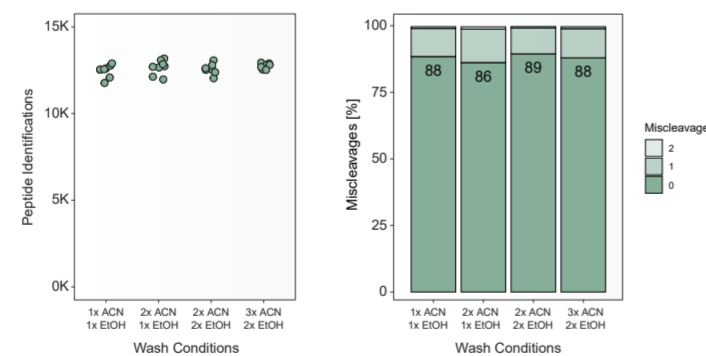 15K
10K
5K
0K
Peptide Identifications
1x ACN
1x EtOH
2x ACN
1x EtOH
2x ACN
2x EtOH
3x ACN
2x EtOH
Wash Conditions
100
75
50
25
0
Miscleavages [%]
88
86
89
88
1x ACN
1x EtOH
2x ACN
1x EtOH
2x ACN
2x EtOH
3x ACN
2x EtOH
Wash Conditions
Miscleavage
2
1
0